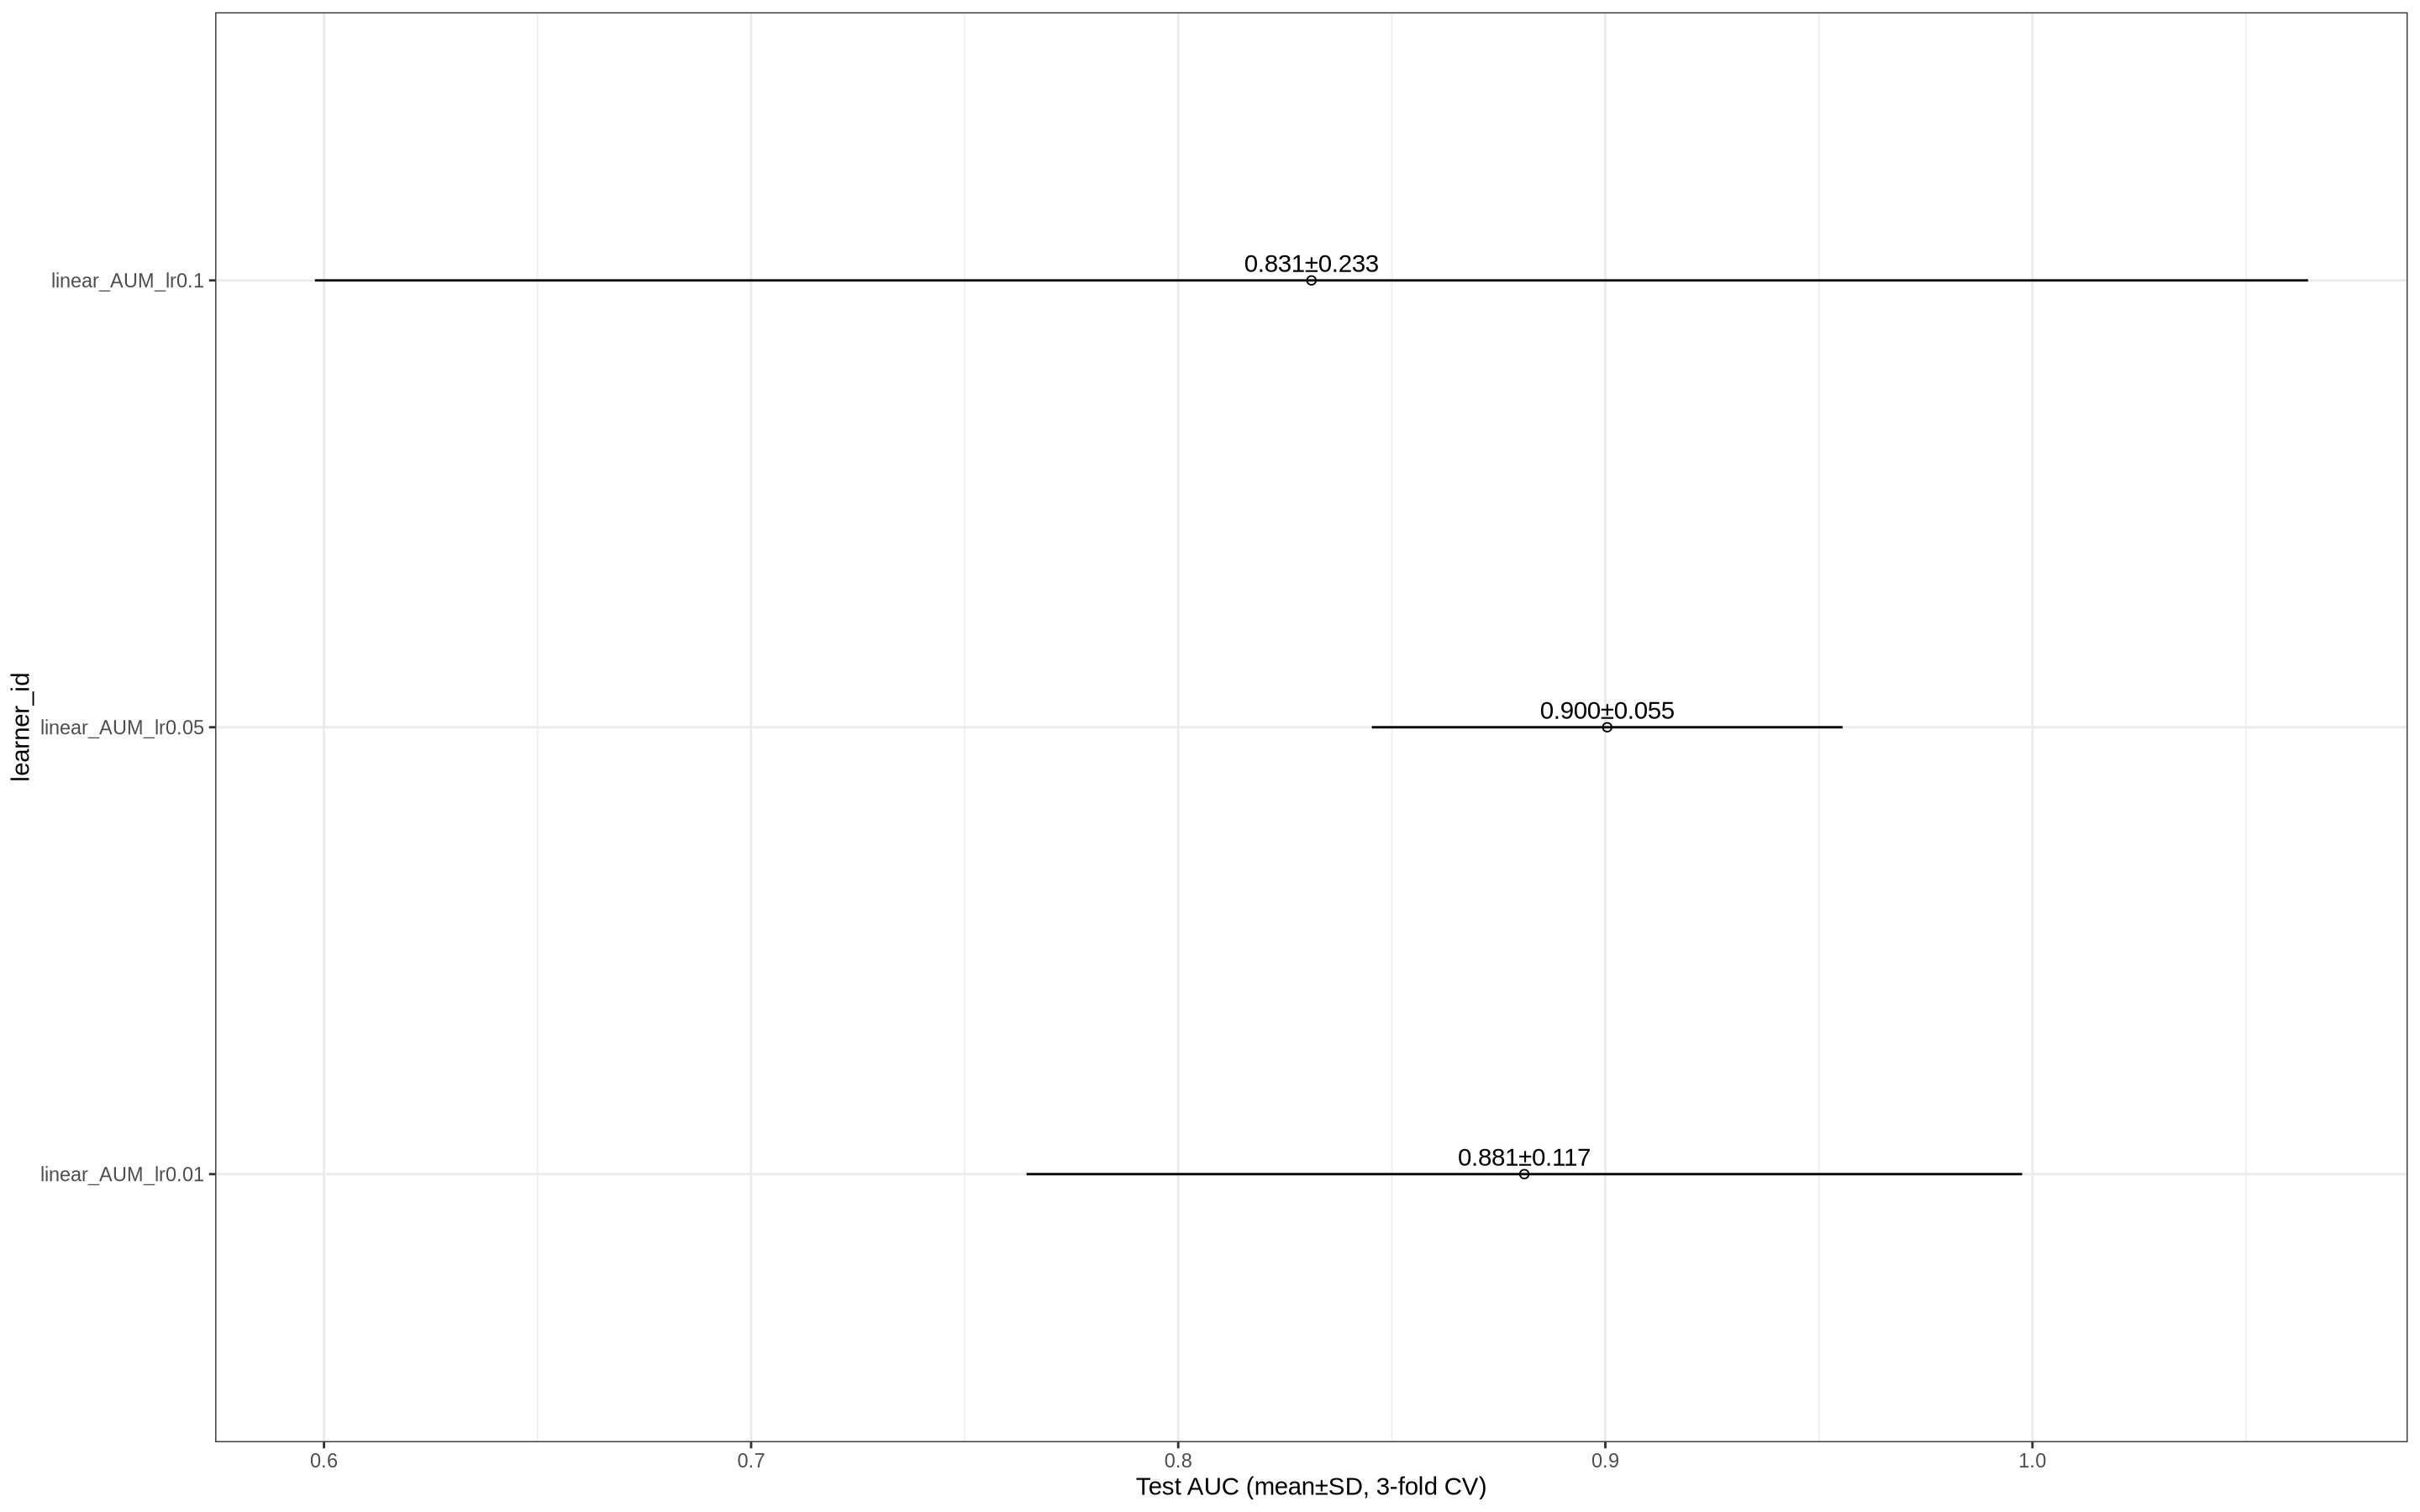 learner_id
linear_AUM_lr0.1
0.831±0.233
linear_AUM_lr0.05
0.900±0.055
linear_AUM_lr0.01
0.881±0.117
0.6 0.7 0.8 0.9 1.0
Test AUC (mean±SD, 3-fold CV)